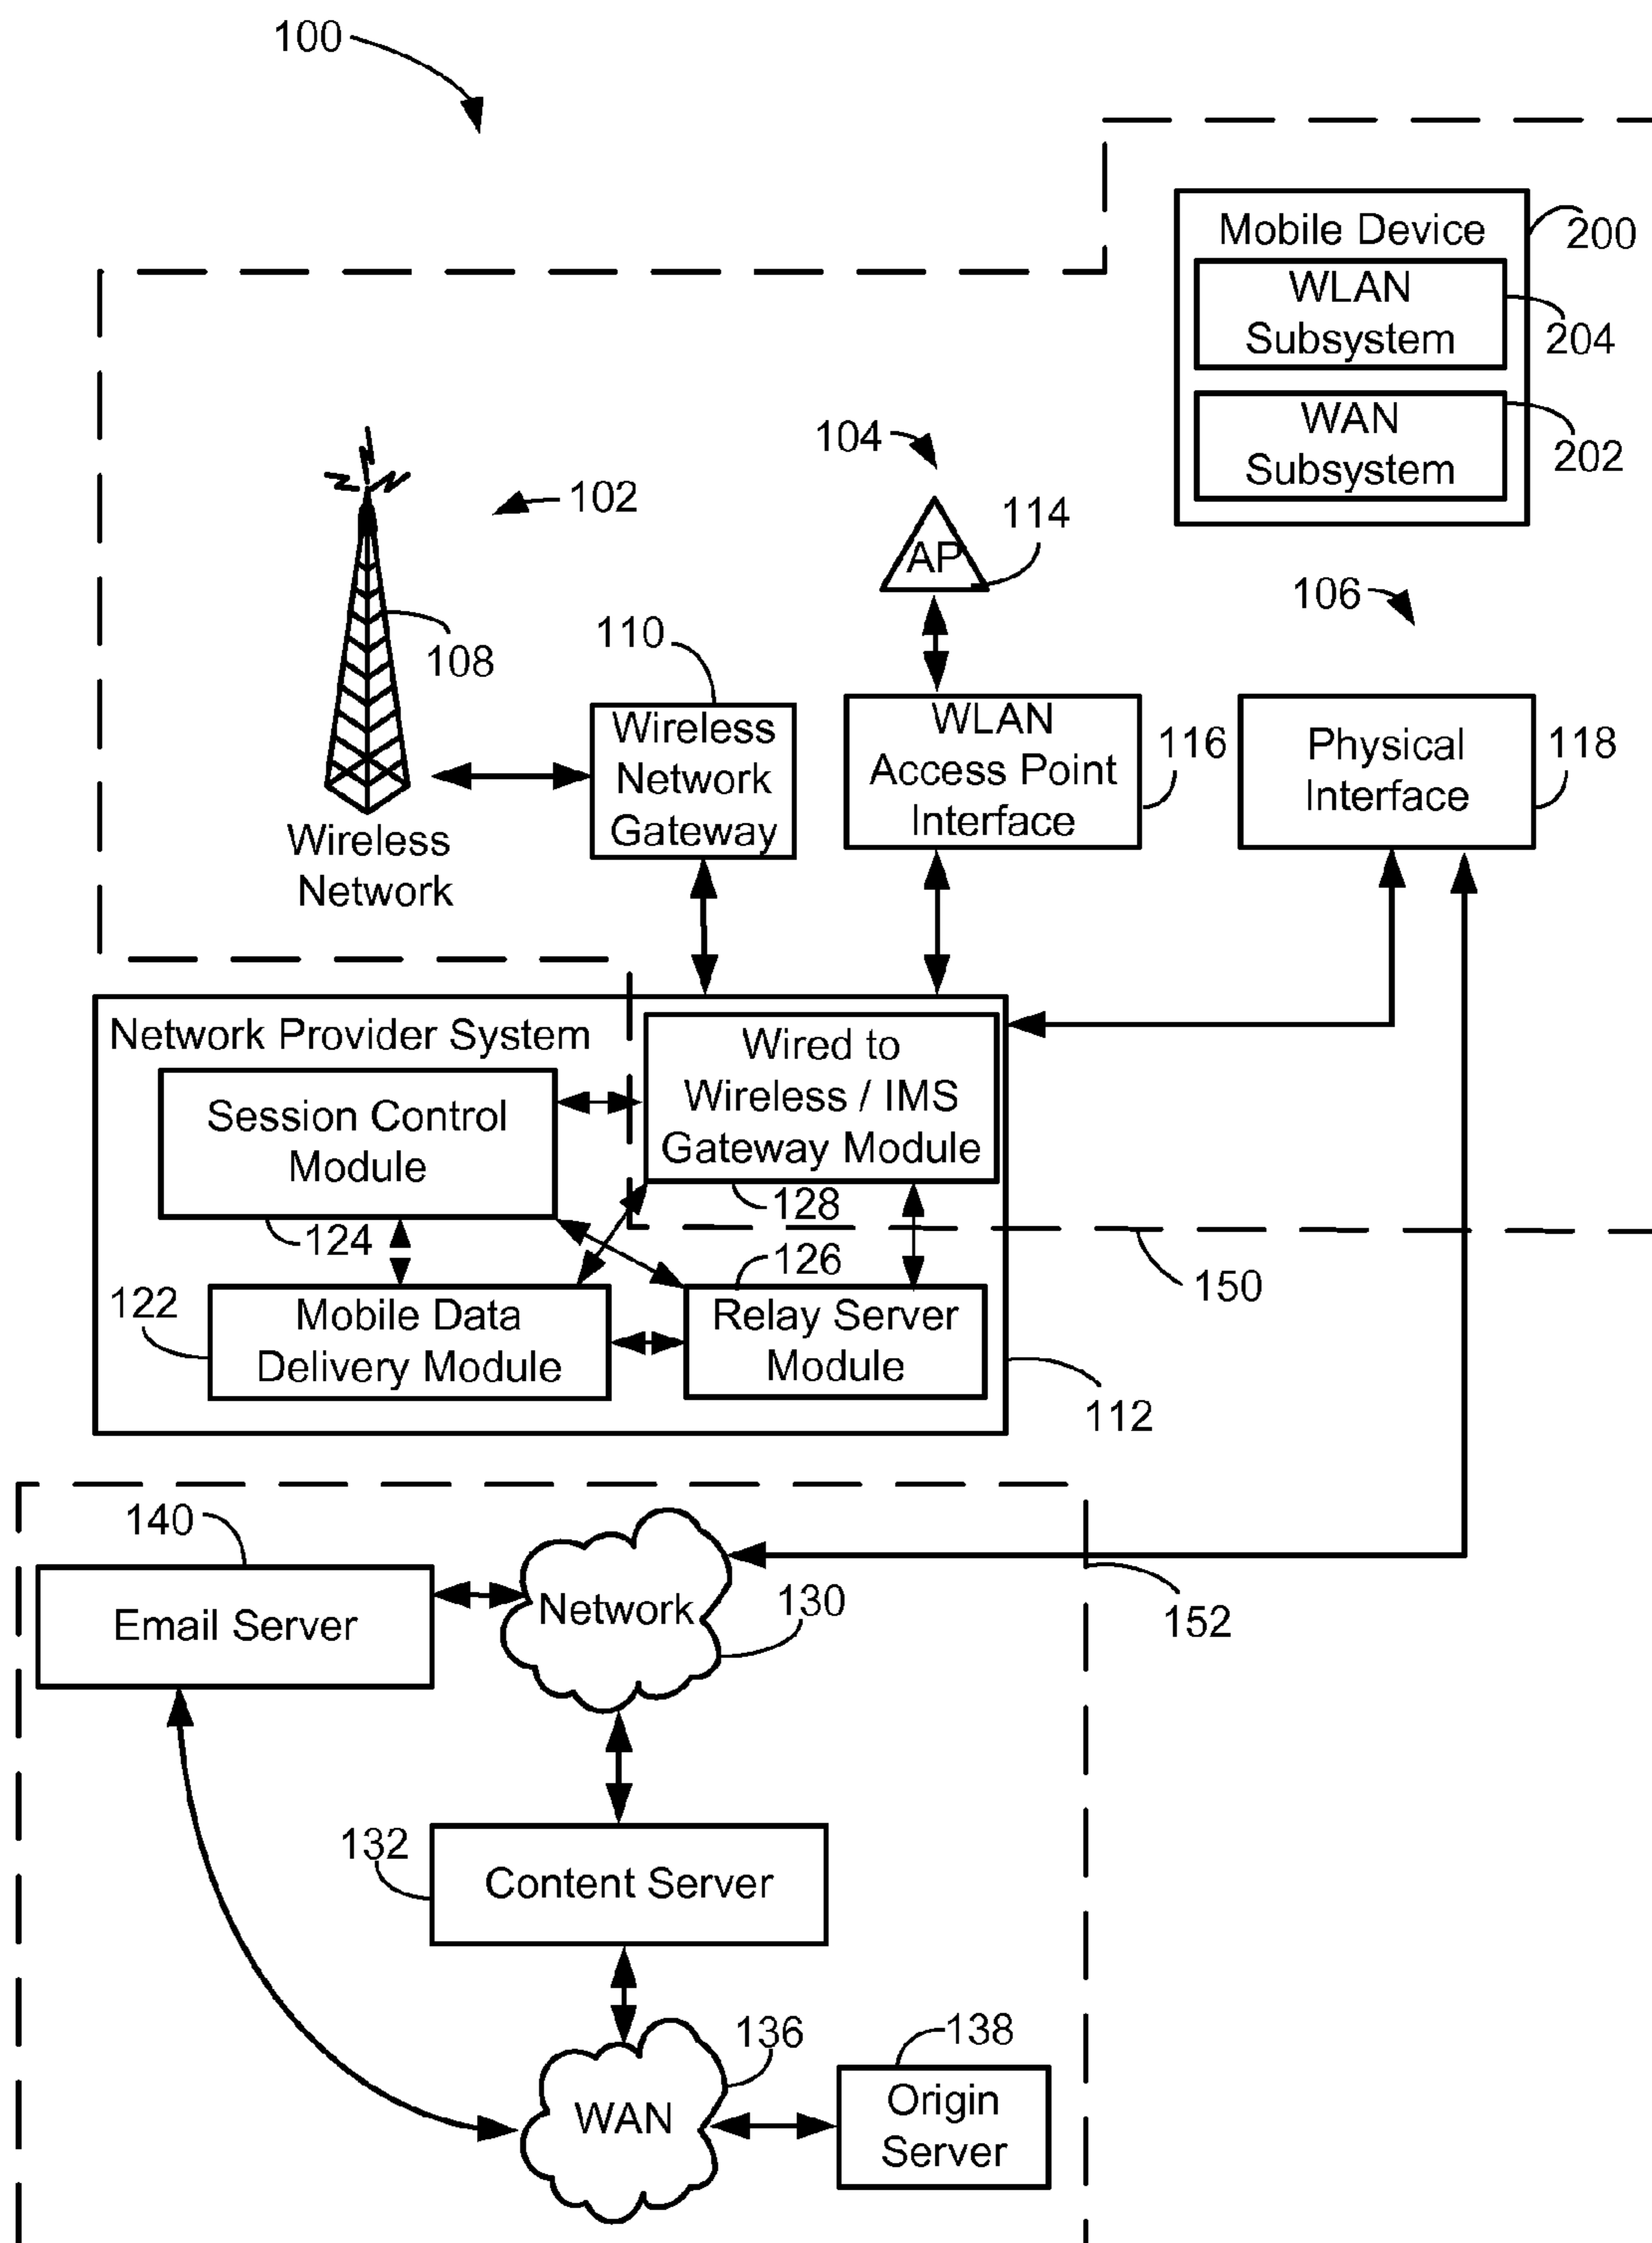 100
Mobile Device
200
WLAN
Subsystem
204
WAN
Subsystem
202
104
102
AP
114
106
108
110
Wireless
Network
Gateway
WLAN
Access Point
Interface
116
Physical
Interface
118
Wireless
Network
Network Provider System
Wired to
Wireless / IMS
Gateway Module
Session Control
Module
128
124
126
150
122
Mobile Data
Delivery Module
Relay Server
Module
112
140
Email Server
Network
130
152
132
Content Server
136
138
WAN
Origin
Server